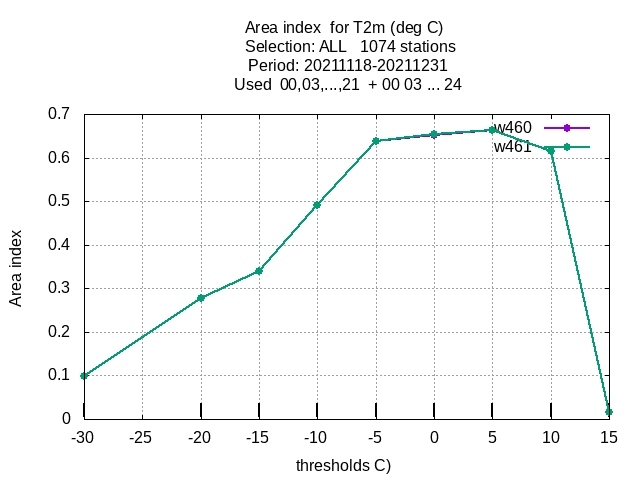 Area index  for T2m (deg C)
Selection: ALL   1074 stations
Period: 20211118-20211231
Used  00,03,...,21  + 00 03 ... 24
0.7
w460
w461
0.6
0.5
0.4
0.3
0.2
0.1
0
Area index
-30 -25 -20 -15 -10 -5 0 5 10 15
thresholds C)